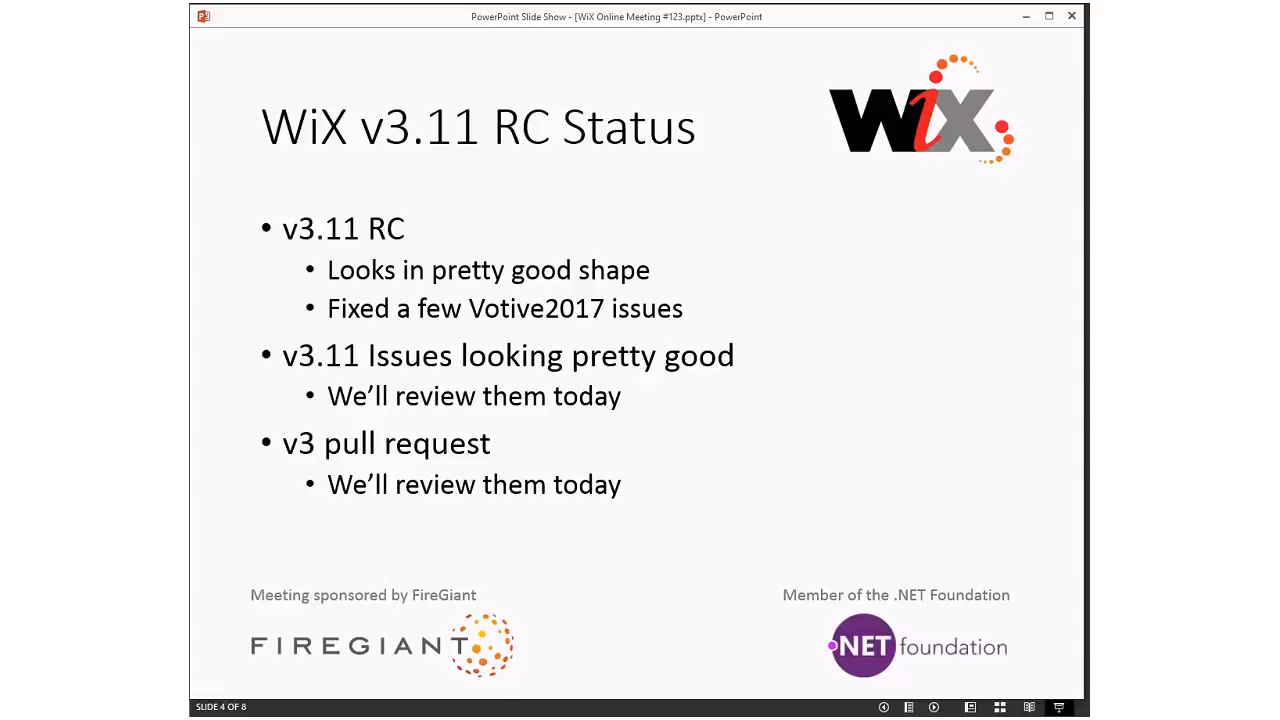 PowerPoint Slide Show - [WiX Online Meeting #123.pptx] - PowerPoint
WiX
WiX v3.11 RC Status
• v3.11 RC
• Looks in pretty good shape
• Fixed a few Votive2017 issues
• v3.11 Issues looking pretty good
• We’ll review them today
• v3 pull request
• We’ll review them today
Meeting sponsored by FireGiant
Member of the .NET Foundation
FIREGIANT
.NET foundation
SLIDE 4 OF 8